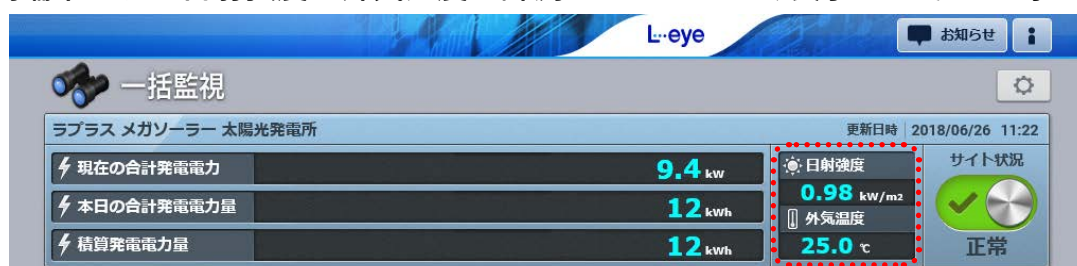 L・eye
お知らせ
一括監視
ラプラス メガソーラー 太陽光発電所
更新日時 2018/06/26 11:22
現在の合計発電電力 9.4 kW
本日の合計発電電力量 12 kWh
積算発電電力量 12 kWh
日射強度
0.98 kW/m2
外気温度
25.0 ℃
サイト状況
正常